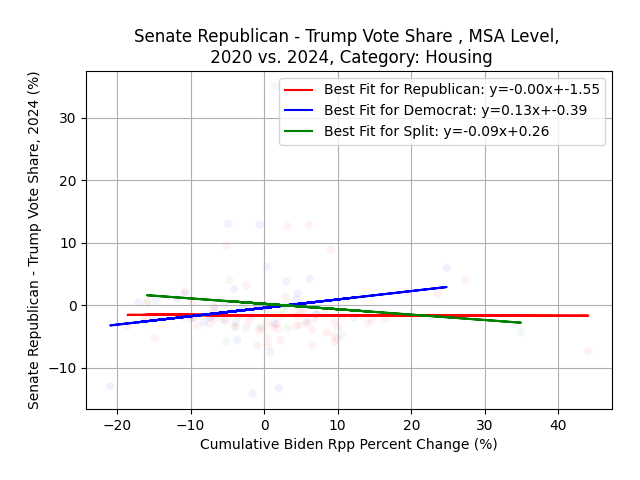 Senate Republican - Trump Vote Share , MSA Level,
2020 vs. 2024, Category: Housing
Best Fit for Republican: y=-0.00x+-1.55
Best Fit for Democrat: y=0.13x+-0.39
Best Fit for Split: y=-0.09x+0.26
Senate Republican - Trump Vote Share, 2024 (%)
30
20
10
0
−10
−20
−10
0
10
20
30
40
Cumulative Biden Rpp Percent Change (%)